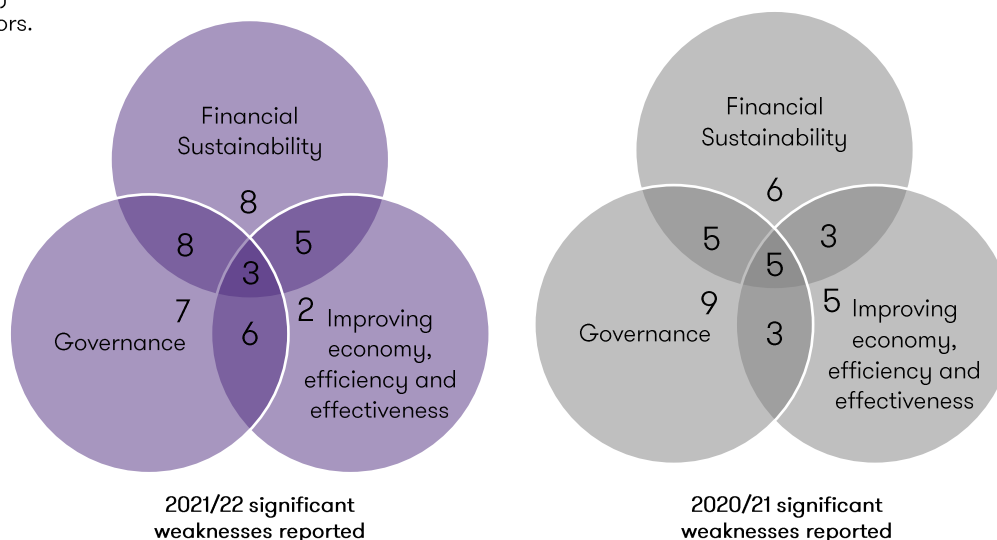 ors.
Financial
Sustainability
8
8
5
3
7
2
6
Governance
Improving
economy,
efficiency and
effectiveness
2021/22 significant
weaknesses reported
Financial
Sustainability
6
5
3
5
9
5
3
Governance
Improving
economy,
efficiency and
effectiveness
2020/21 significant
weaknesses reported